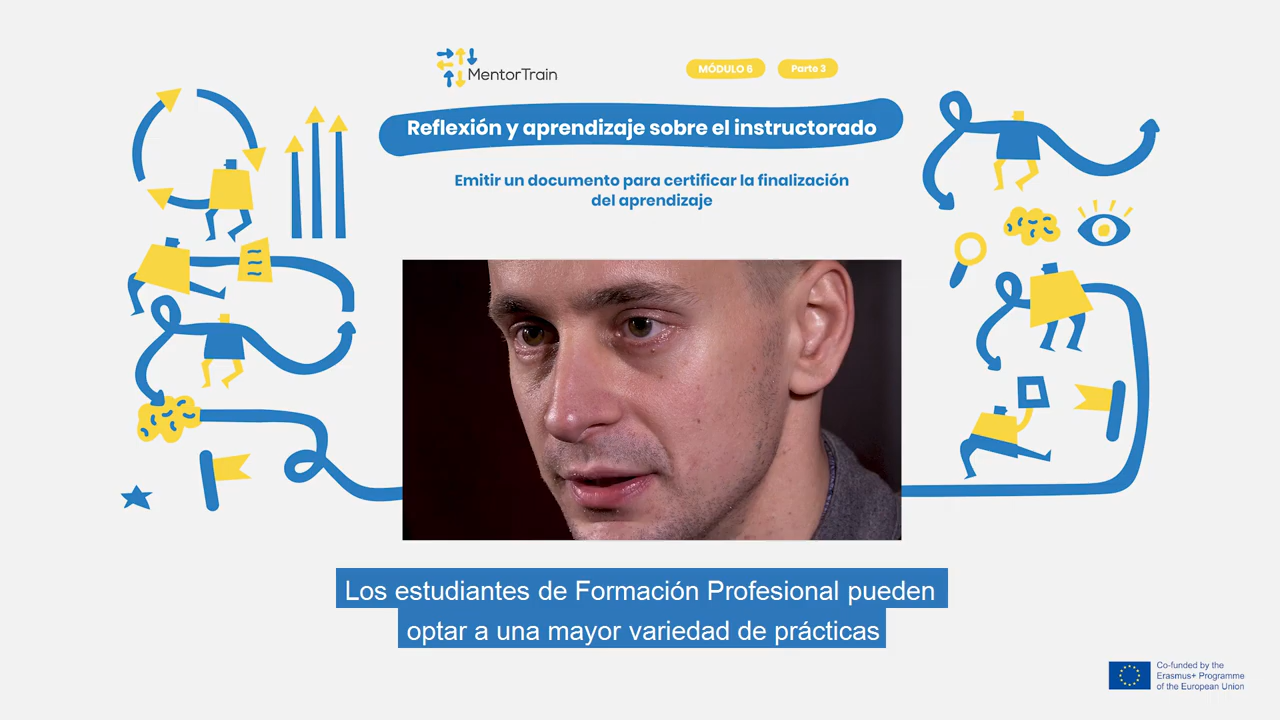 MentorTrain
MÓDULO 6
Parte 3
Reflexión y aprendizaje sobre el instructorado
Emitir un documento para certificar la finalización
del aprendizaje
Los estudiantes de Formación Profesional pueden
optar a una mayor variedad de prácticas
Co-funded by the
Erasmus+ Programme
of the European Union